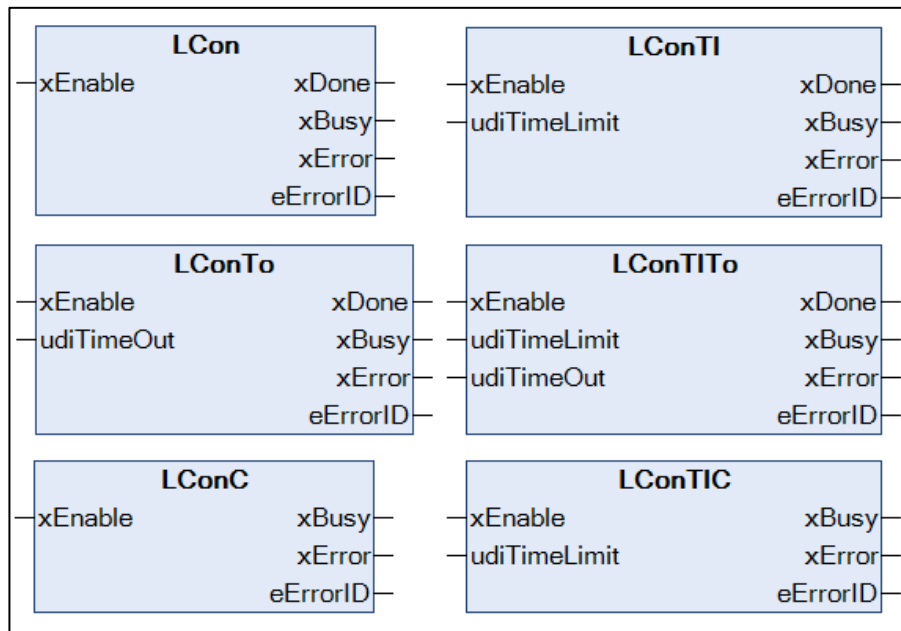 LCon
xEnable xDone
xBusy
xError
eErrorID
LConTl
xEnable xDone
udiTimeLimit xBusy
xError
eErrorID
LConTo
xEnable xDone
udiTimeOut xBusy
xError
eErrorID
LConTlTo
xEnable xDone
udiTimeLimit xBusy
udiTimeOut xError
eErrorID
LConC
xEnable xBusy
xError
eErrorID
LConTlC
xEnable xBusy
udiTimeLimit xError
eErrorID